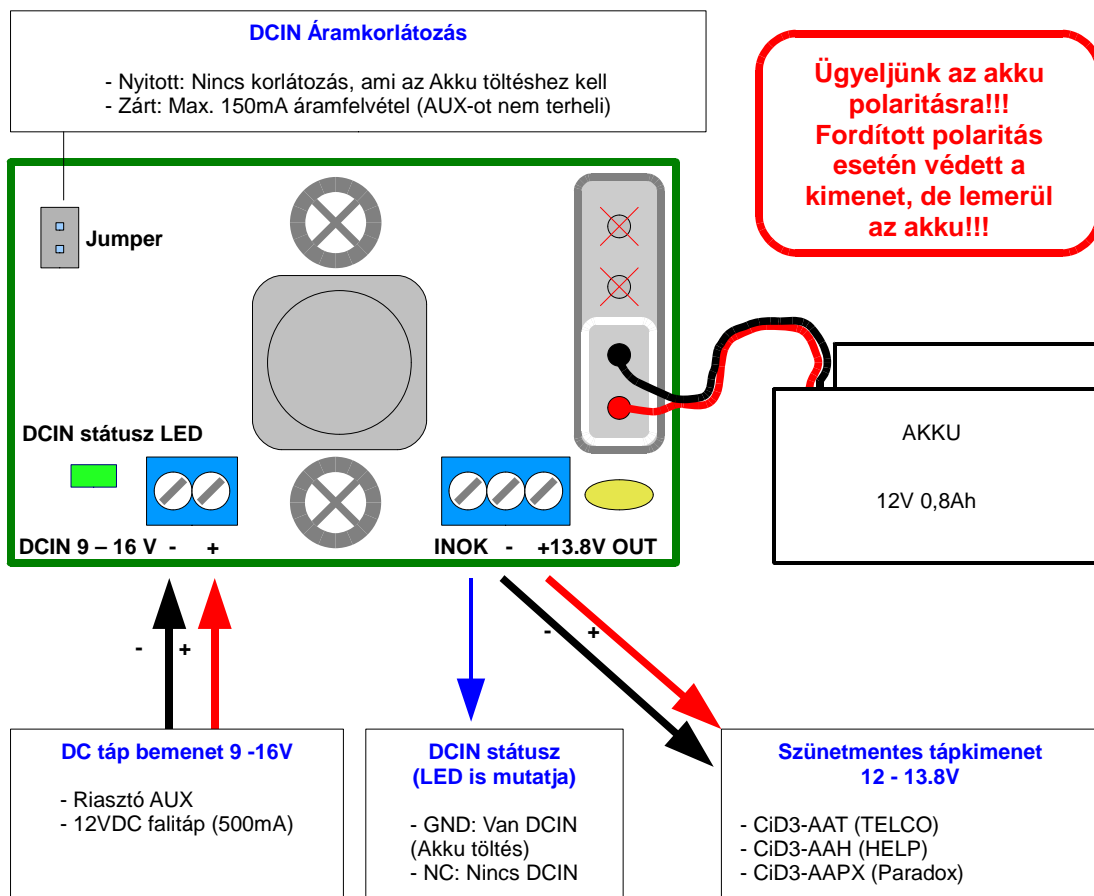 DCIN Áramkorlátozás
- Nyitott: Nincs korlátozás, ami az Akku töltéshez kell
- Zárt: Max. 150mA áramfelvétel (AUX-ot nem terheli)
Ügyeljünk az akku
polaritásra!!!
Fordított polaritás
esetén védett a
kimenet, de lemerül
az akku!!!
Jumper
DCIN státusz LED
AKKU
12V 0,8Ah
DCIN 9 – 16 V - +
INOK - +13.8V OUT
- +
- +
DC táp bemenet 9 -16V
- Riasztó AUX
- 12VDC falitáp (500mA)
DCIN státusz
(LED is mutatja)
- GND: Van DCIN
(Akku töltés)
- NC: Nincs DCIN
Szünetmentes tápkimenet
12 - 13.8V
- CiD3-AAT (TELCO)
- CiD3-AAH (HELP)
- CiD3-AAPX (Paradox)